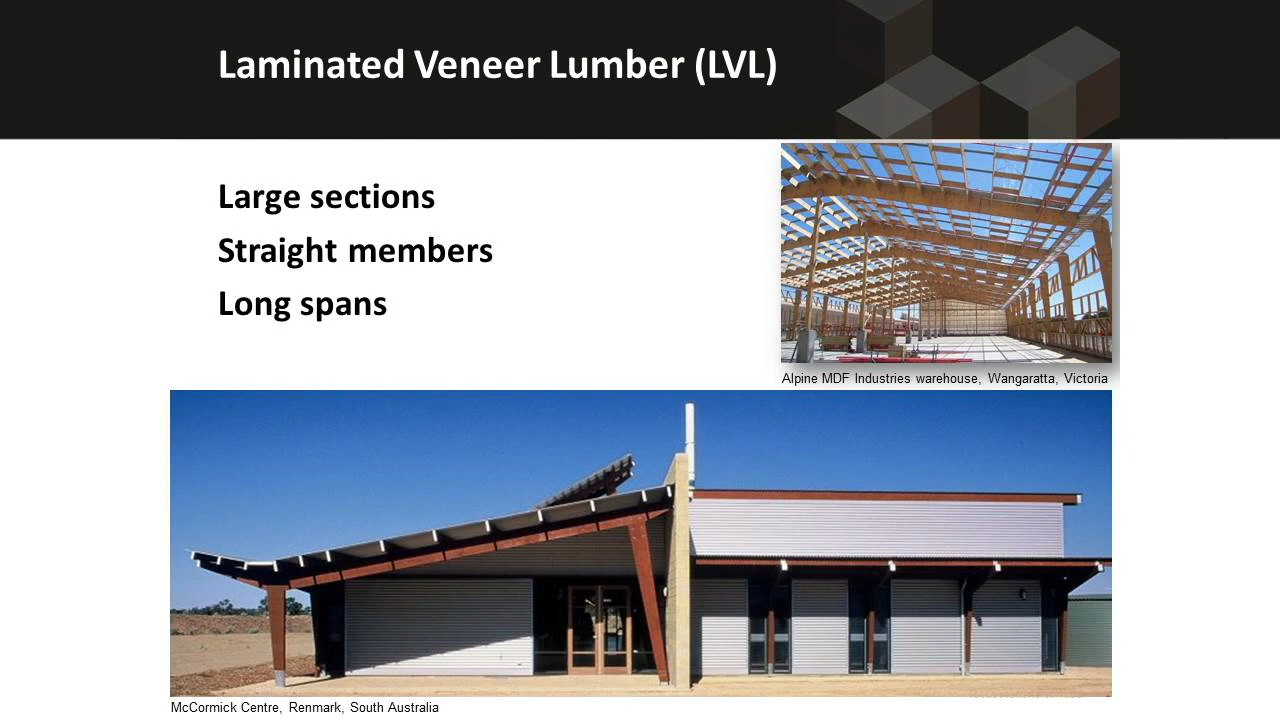 Laminated Veneer Lumber (LVL)
Large sections
Straight members
Long spans
Alpine MDF Industries warehouse, Wangaratta, Victoria
McCormick Centre, Renmark, South Australia